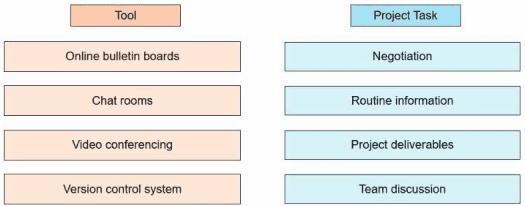 Tool
Project Task
Online bulletin boards
Negotiation
Chat rooms
Routine information
Video conferencing
Project deliverables
Version control system
Team discussion